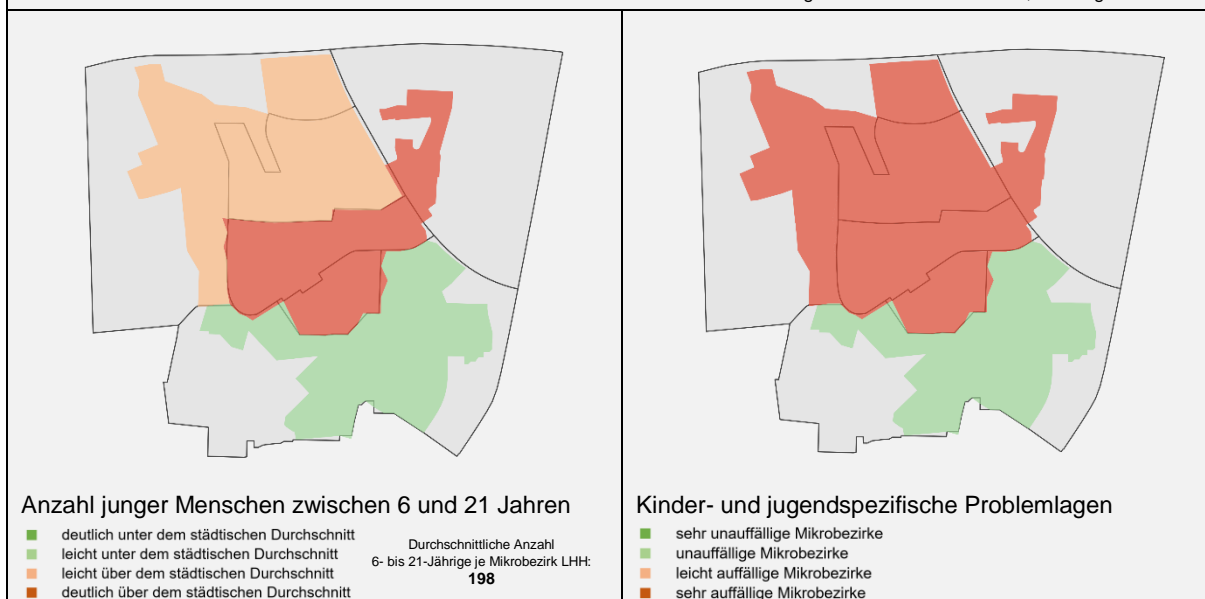 Anzahl junger Menschen zwischen 6 und 21 Jahren
deutlich unter dem städtischen Durchschnitt
leicht unter dem städtischen Durchschnitt
leicht über dem städtischen Durchschnitt
deutlich über dem städtischen Durchschnitt
Durchschnittliche Anzahl
6- bis 21-Jährige je Mikrobezirk LHH:
198
Kinder- und jugendspezifische Problemlagen
sehr unauffällige Mikrobezirke
unauffällige Mikrobezirke
leicht auffällige Mikrobezirke
sehr auffällige Mikrobezirke